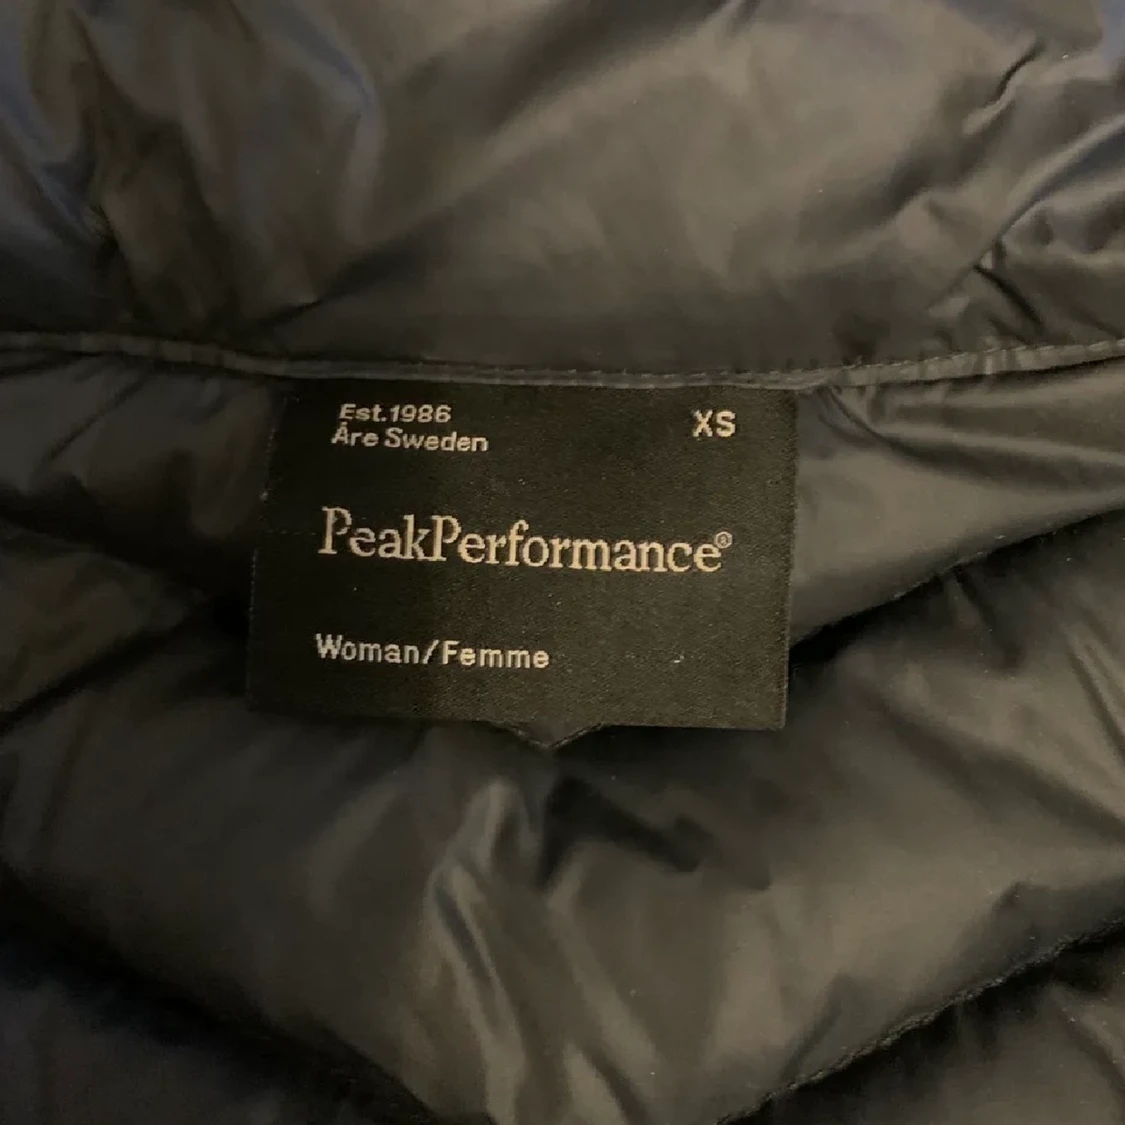 Est.1986
XS
Åre Sweden
PeakPerformance®
Woman/Femme